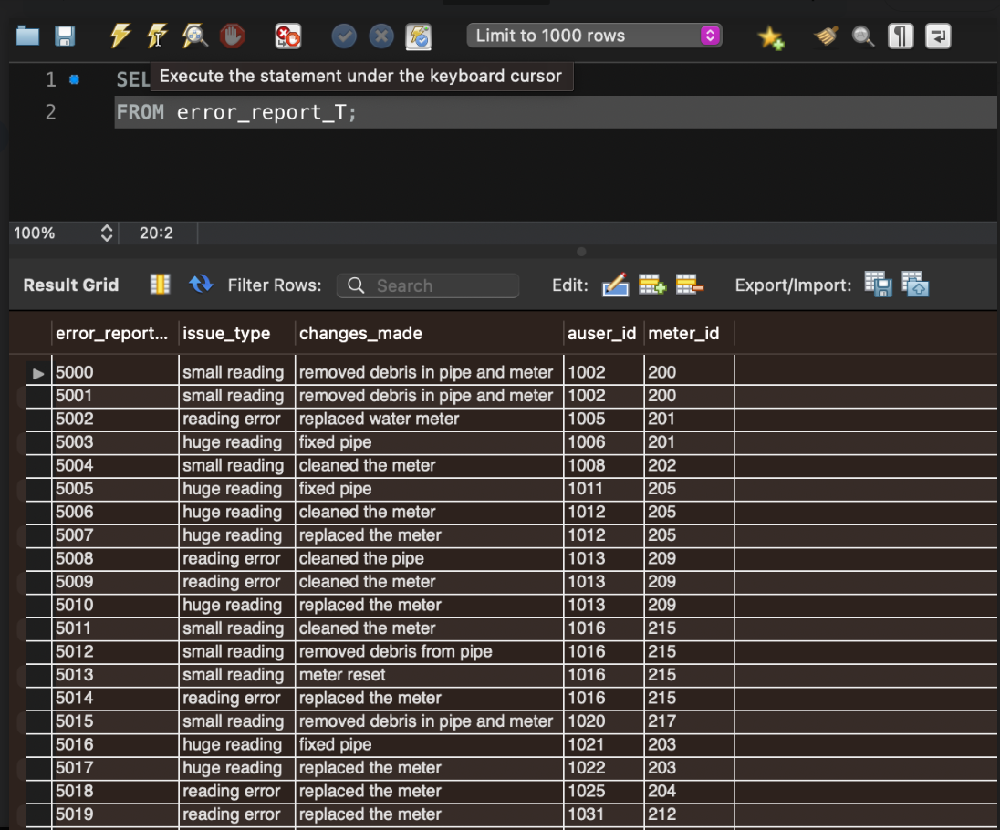 Limit to 1000 rows
1 SEL
Execute the statement under the keyboard cursor
2 FROM error_report_T;
100% 20:2
Result Grid Filter Rows: Search Edit: Export/Import:
error_report... issue_type changes_made auser_id meter_id
5000 small reading removed debris in pipe and meter 1002 200
5001 small reading removed debris in pipe and meter 1002 200
5002 reading error replaced water meter 1005 201
5003 huge reading fixed pipe 1006 201
5004 small reading cleaned the meter 1008 202
5005 huge reading fixed pipe 1011 205
5006 huge reading cleaned the meter 1012 205
5007 huge reading replaced the meter 1012 205
5008 reading error cleaned the pipe 1013 209
5009 reading error cleaned the meter 1013 209
5010 huge reading replaced the meter 1013 209
5011 small reading cleaned the meter 1016 215
5012 small reading removed debris from pipe 1016 215
5013 small reading meter reset 1016 215
5014 reading error replaced the meter 1016 215
5015 small reading removed debris in pipe and meter 1020 217
5016 huge reading fixed pipe 1021 203
5017 huge reading replaced the meter 1022 203
5018 reading error replaced the meter 1025 204
5019 reading error replaced the meter 1031 212